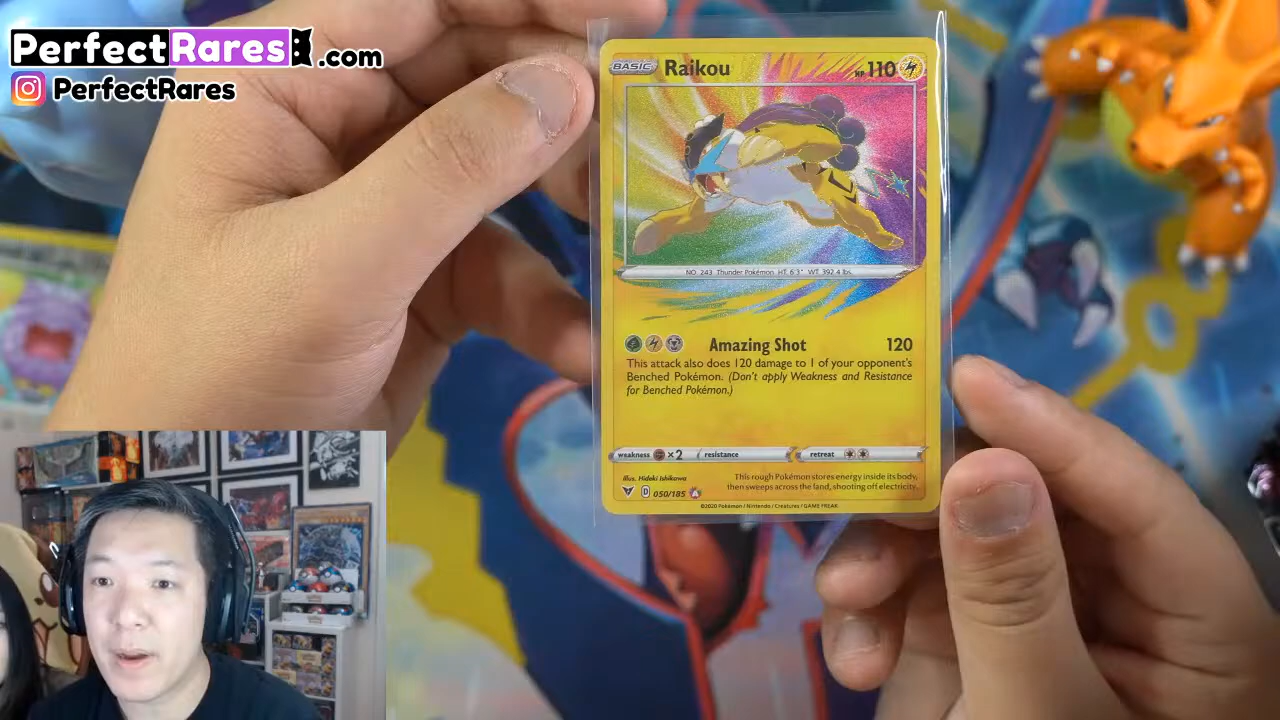 PerfectRares.com
PerfectRares
BASIC Raikou HP 110
NO. 243 Thunder Pokémon HT: 6'3" WT: 392.4 lbs.
Amazing Shot 120
This attack also does 120 damage to 1 of your opponent's
Benched Pokémon. (Don't apply Weakness and Resistance
for Benched Pokémon.)
weakness ×2 resistance retreat
Illus. Hideki Ishikawa
This rough Pokémon stores energy inside its body,
then sweeps across the land, shooting off electricity.
D 050/185 A
©2020 Pokémon / Nintendo / Creatures / GAME FREAK